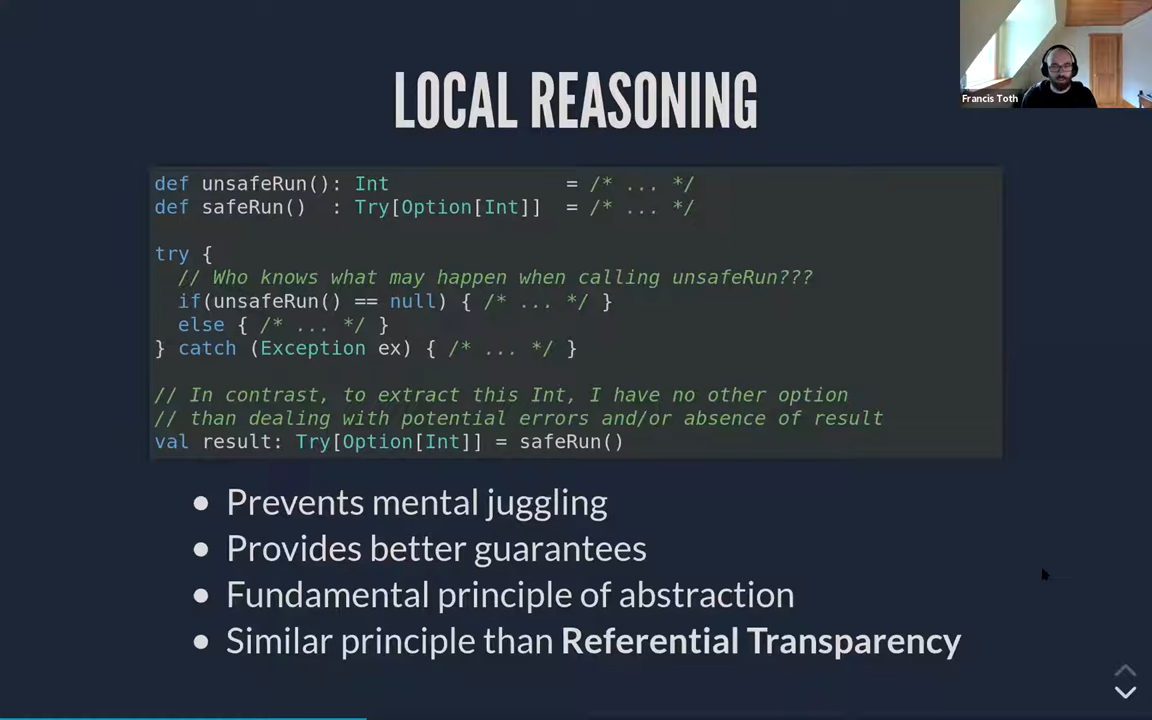 LOCAL REASONING
Francis Toth
def unsafeRun(): Int = /* ... */
def safeRun() : Try[Option[Int]] = /* ... */
try {
// Who knows what may happen when calling unsafeRun???
if(unsafeRun() == null) { /* ... */ }
else { /* ... */ }
} catch (Exception ex) { /* ... */ }
// In contrast, to extract this Int, I have no other option
// than dealing with potential errors and/or absence of result
val result: Try[Option[Int]] = safeRun()
• Prevents mental juggling
• Provides better guarantees
• Fundamental principle of abstraction
• Similar principle than Referential Transparency